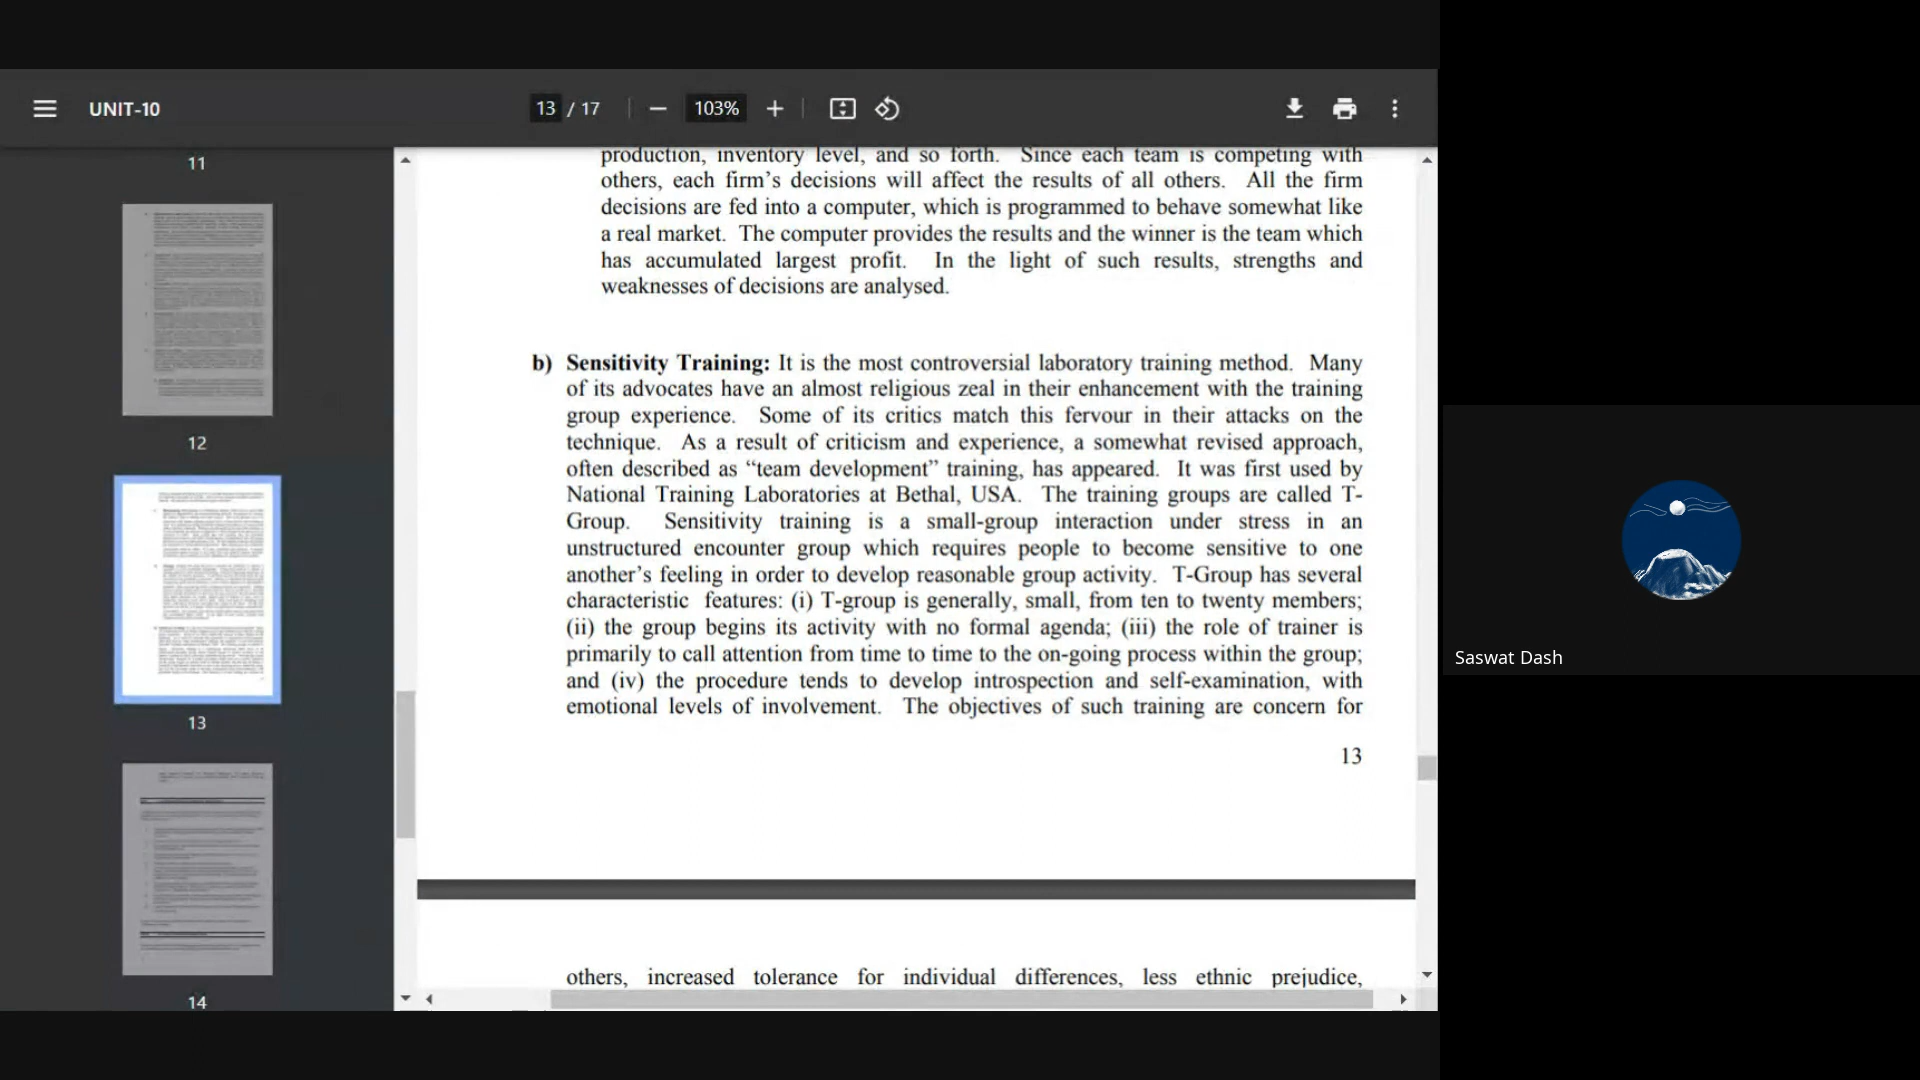 UNIT-10
13 / 17
103%
11
12
13
14
production, inventory level, and so forth. Since each team is competing with
others, each firm's decisions will affect the results of all others. All the firm
decisions are fed into a computer, which is programmed to behave somewhat like
a real market. The computer provides the results and the winner is the team which
has accumulated largest profit. In the light of such results, strengths and
weaknesses of decisions are analysed.
b) Sensitivity Training: It is the most controversial laboratory training method. Many
of its advocates have an almost religious zeal in their enhancement with the training
group experience. Some of its critics match this fervour in their attacks on the
technique. As a result of criticism and experience, a somewhat revised approach,
often described as “team development” training, has appeared. It was first used by
National Training Laboratories at Bethal, USA. The training groups are called T-
Group. Sensitivity training is a small-group interaction under stress in an
unstructured encounter group which requires people to become sensitive to one
another's feeling in order to develop reasonable group activity. T-Group has several
characteristic features: (i) T-group is generally, small, from ten to twenty members;
(ii) the group begins its activity with no formal agenda; (iii) the role of trainer is
primarily to call attention from time to time to the on-going process within the group;
and (iv) the procedure tends to develop introspection and self-examination, with
emotional levels of involvement. The objectives of such training are concern for
13
others, increased tolerance for individual differences, less ethnic prejudice,
Saswat Dash